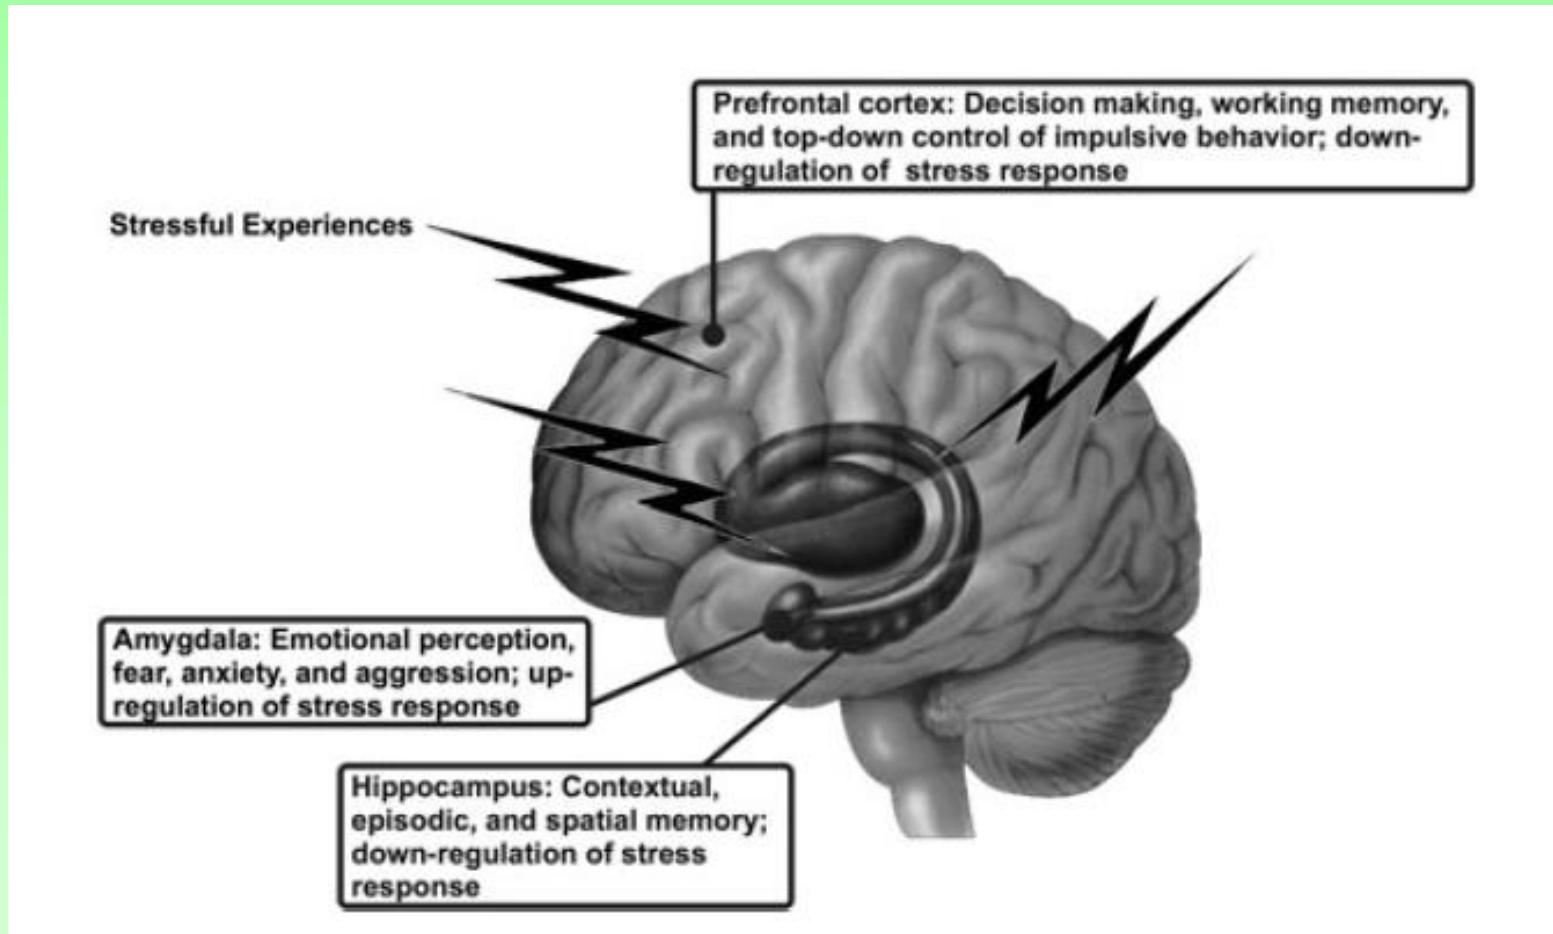 Prefrontal cortex: Decision making, working memory,
and top-down control of impulsive behavior; down-
regulation of stress response
Stressful Experiences
Amygdala: Emotional perception,
fear, anxiety, and aggression; up-
regulation of stress response
Hippocampus: Contextual,
episodic, and spatial memory;
down-regulation of stress
response